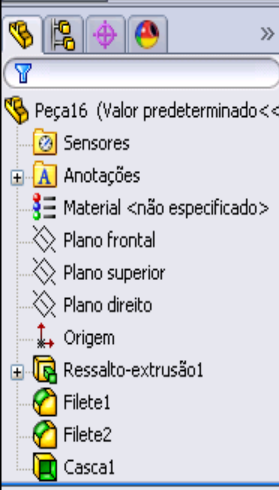 Peça16 (Valor predeterminado<<
Sensores
Anotações
Material <não especificado>
Plano frontal
Plano superior
Plano direito
Origem
Ressalto-extrusão1
Filete1
Filete2
Casca1